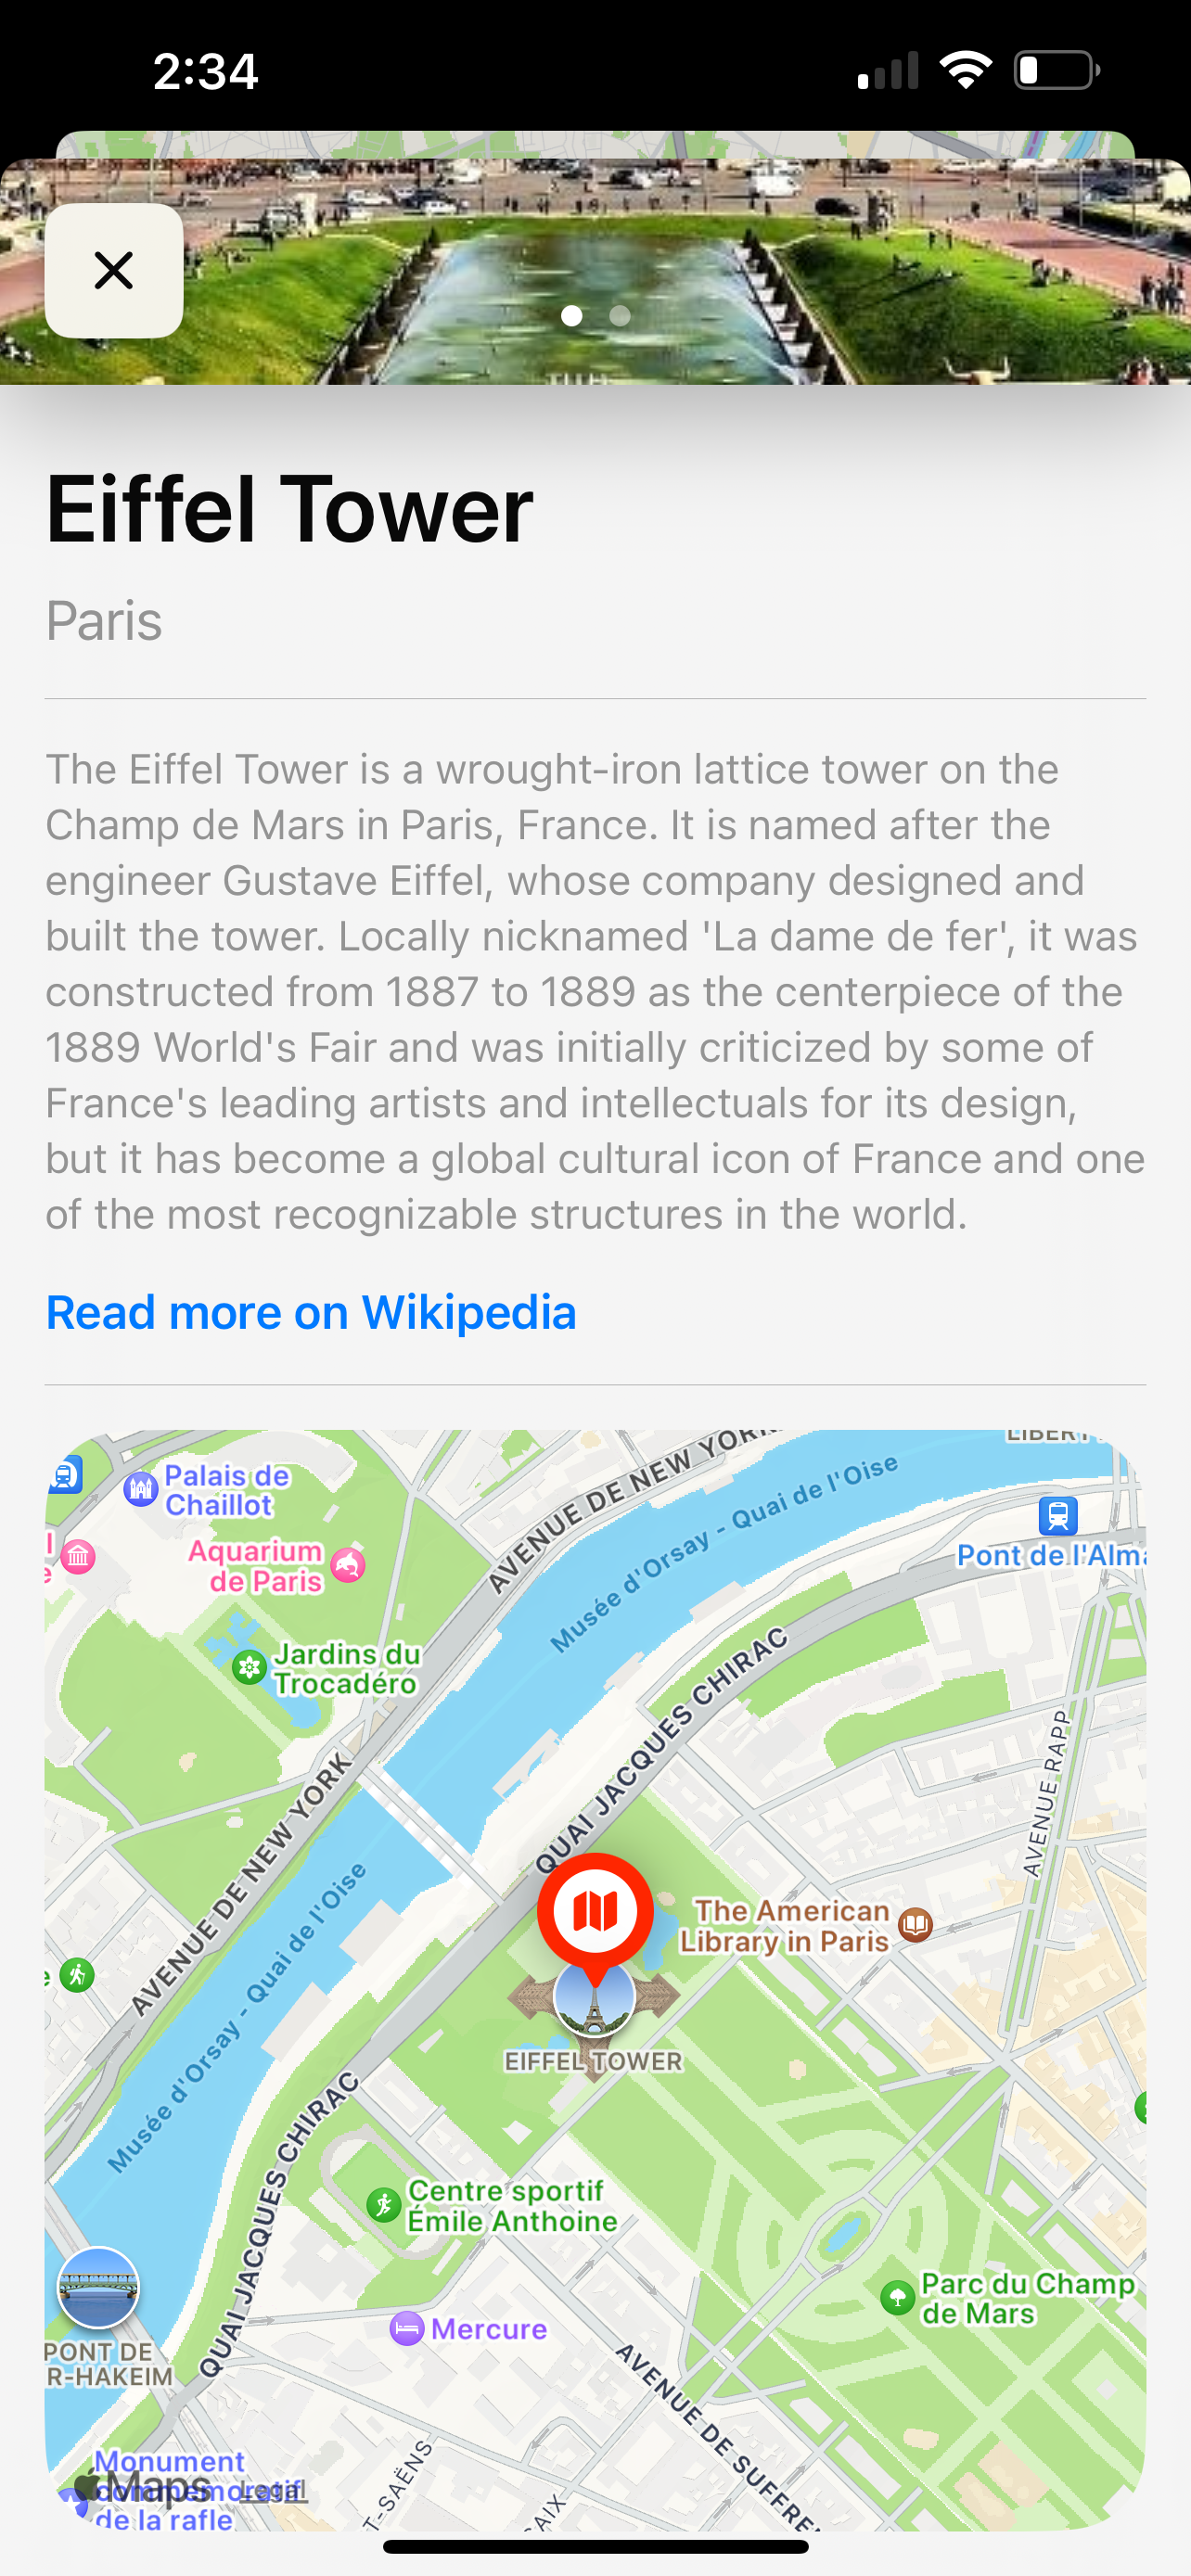 2:34
Eiffel Tower
Paris
The Eiffel Tower is a wrought-iron lattice tower on the
Champ de Mars in Paris, France. It is named after the
engineer Gustave Eiffel, whose company designed and
built the tower. Locally nicknamed 'La dame de fer', it was
constructed from 1887 to 1889 as the centerpiece of the
1889 World's Fair and was initially criticized by some of
France's leading artists and intellectuals for its design,
but it has become a global cultural icon of France and one
of the most recognizable structures in the world.
Read more on Wikipedia
AVENUE DE NEW YORK
Palais de
Chaillot
Musée d'Orsay - Quai de l'Oise
Pont de l'Alma
Aquarium
de Paris
Jardins du
Trocadéro
QUAI JACQUES CHIRAC
AVENUE RAPP
AVENUE DE NEW YORK
Musée d'Orsay - Quai de l'Oise
The American
Library in Paris
EIFFEL TOWER
QUAI JACQUES CHIRAC
Centre sportif
Émile Anthoine
Parc du Champ
de Mars
Mercure
PONT DE
R-HAKEIM
AVENUE DE SUFFRE
T-SAËNS
AIX
Monument
commémoratif
de la rafle
Maps
Legal